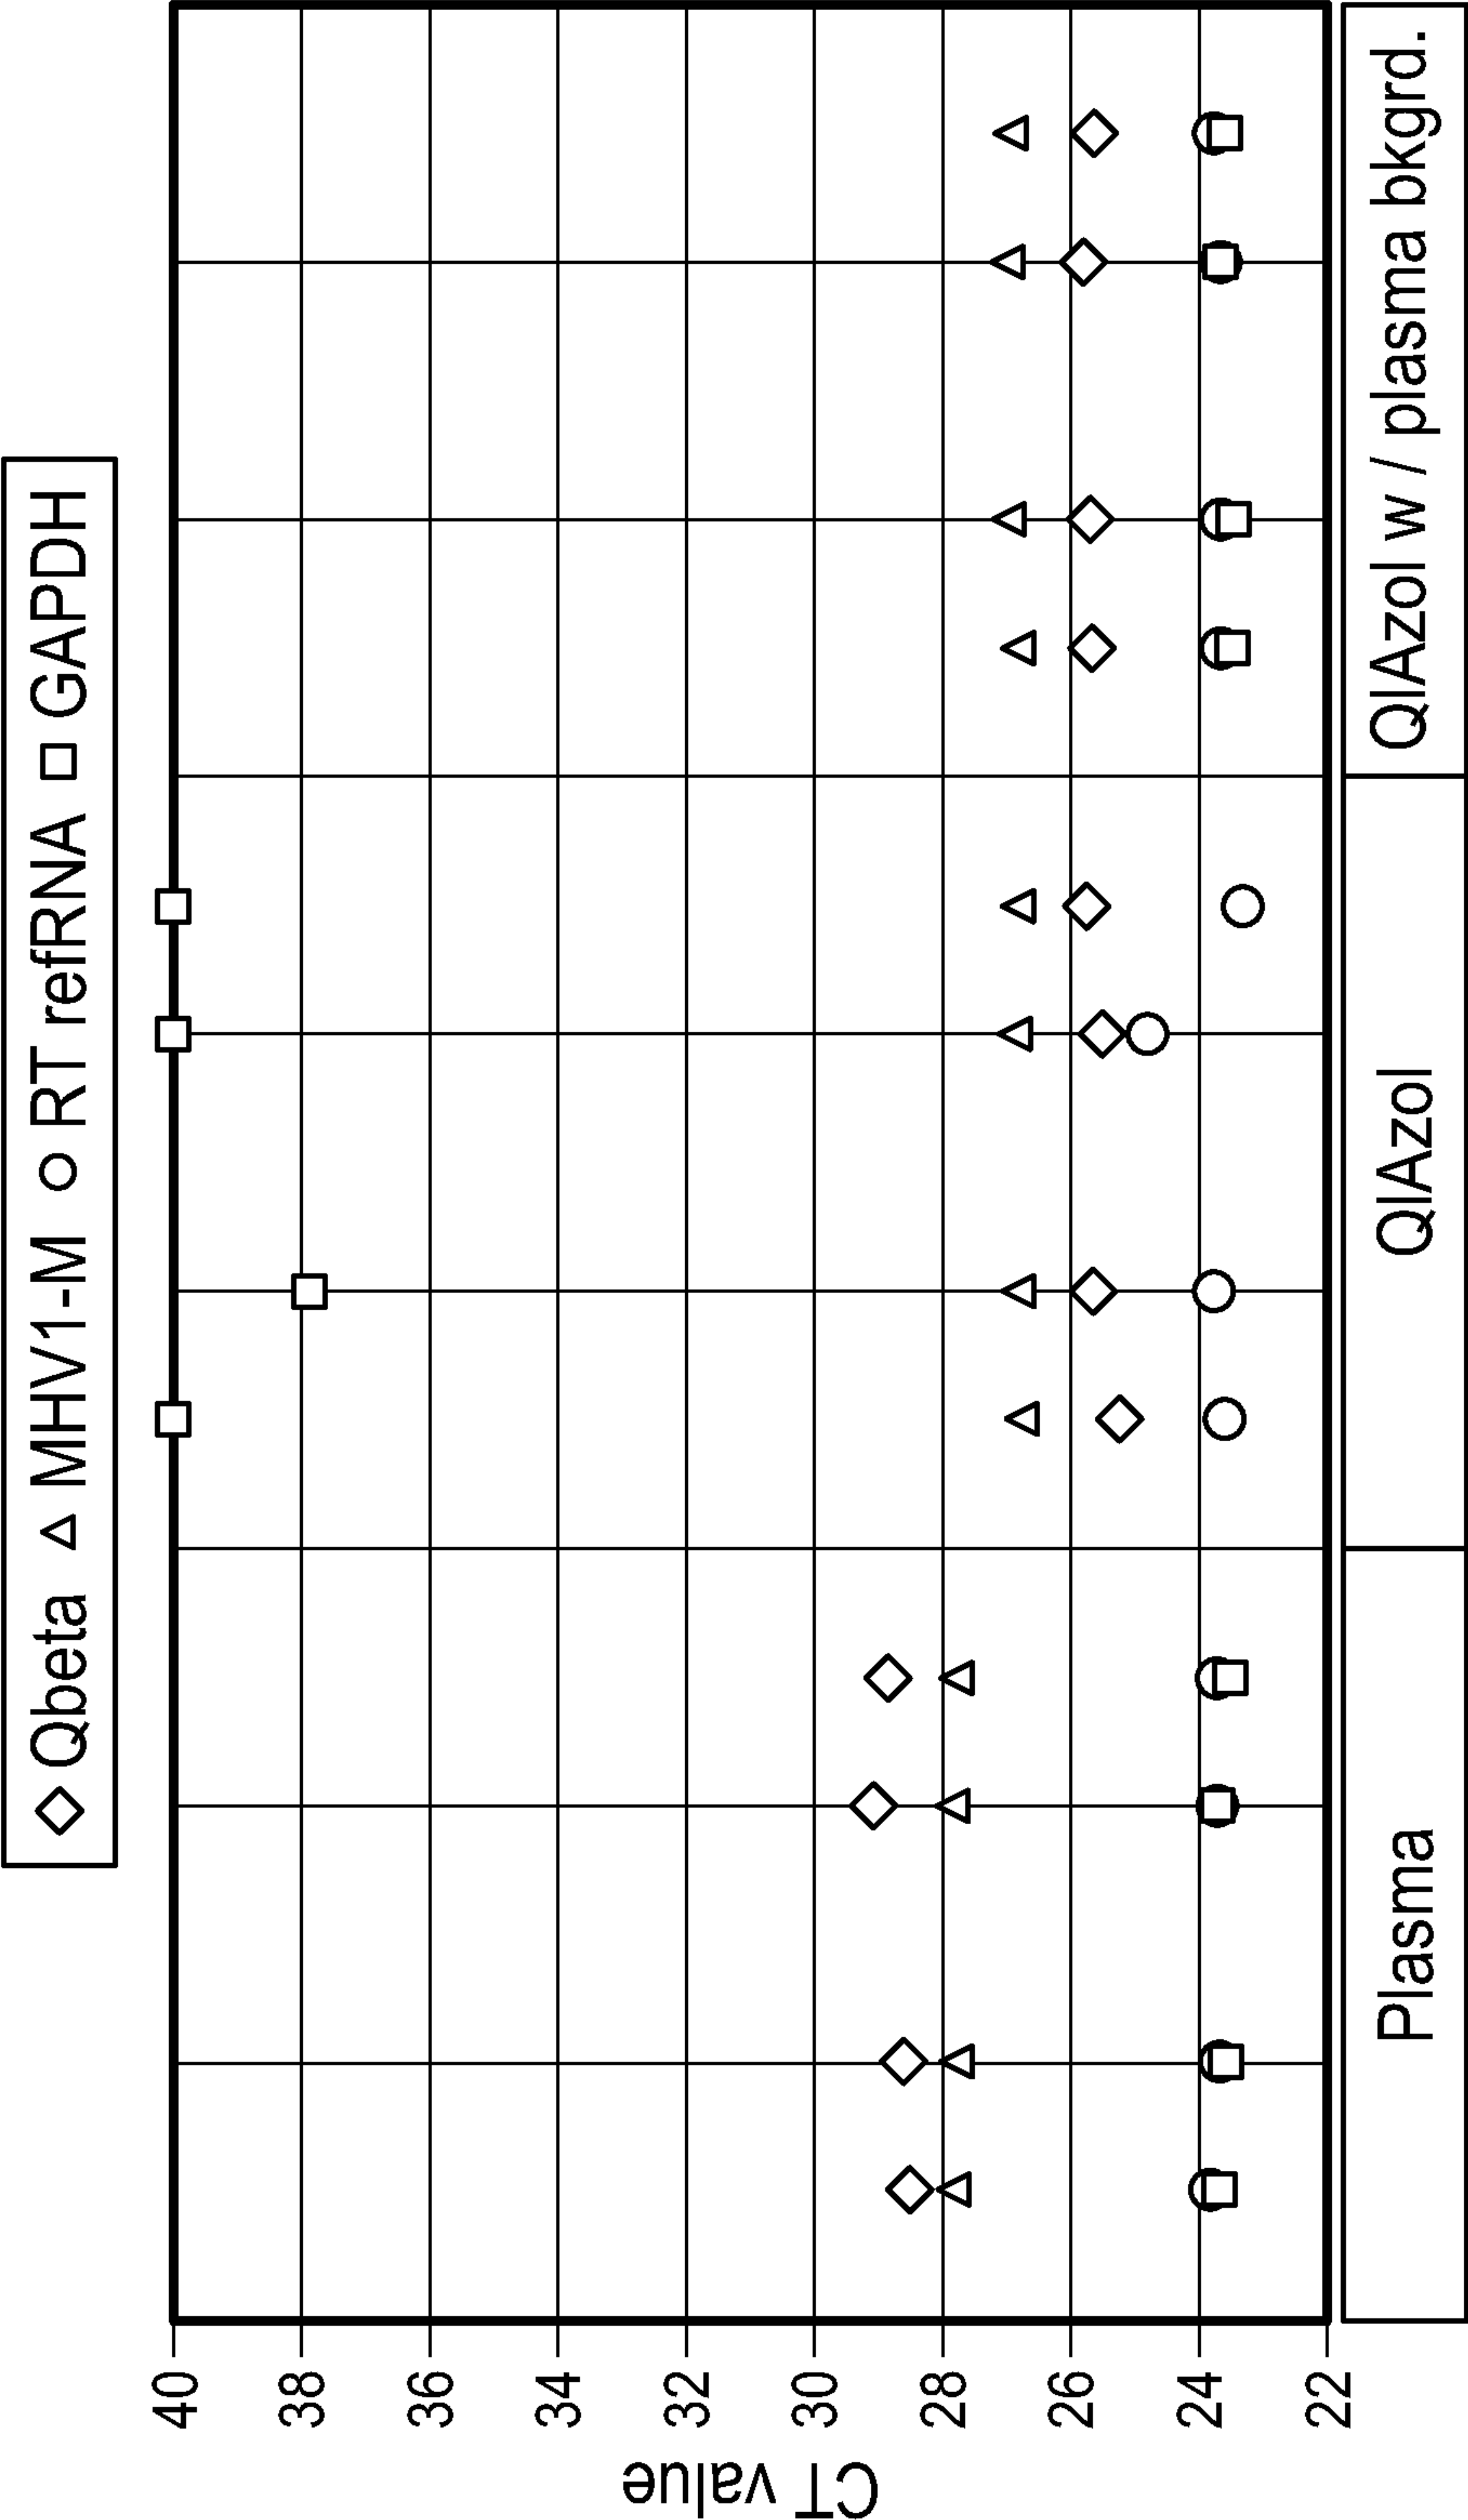 ◇ Qbeta △ MHV1-M ○ RT refRNA □ GAPDH
CT value
40
38
36
34
32
30
28
26
24
22
Plasma
QIAzol
QIAzol w / plasma bkgrd.